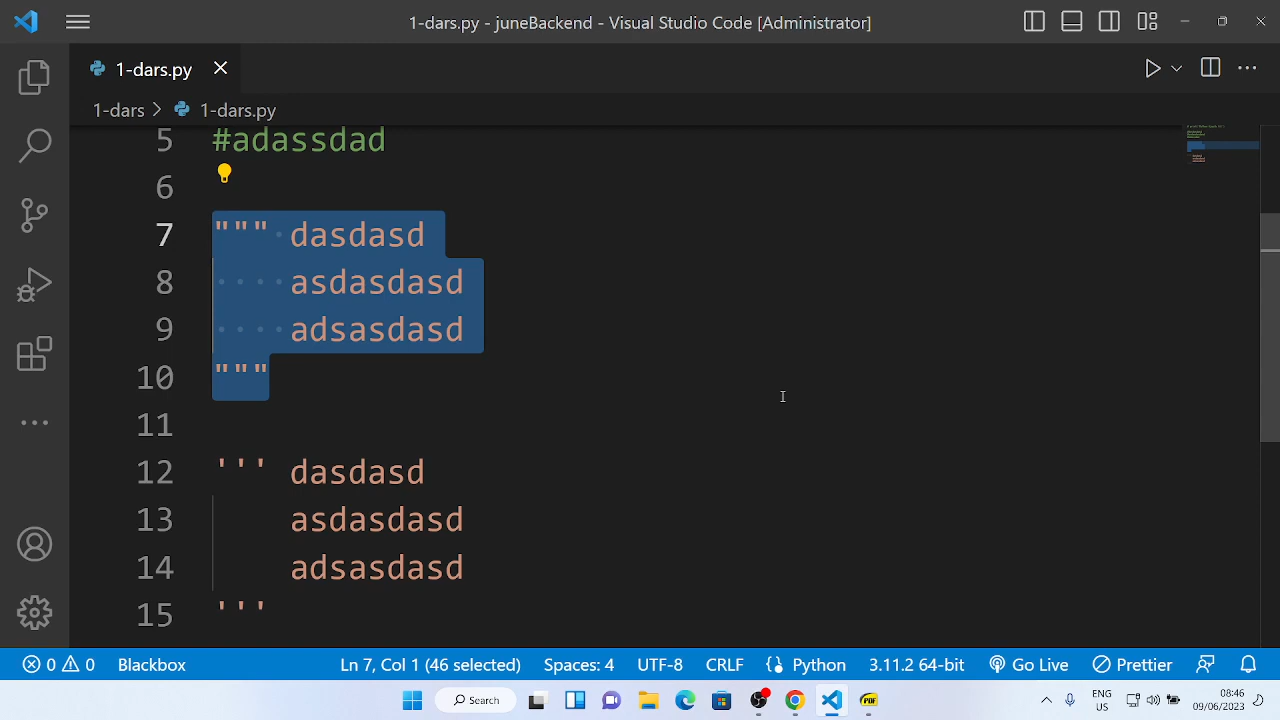 1-dars.py - juneBackend - Visual Studio Code [Administrator]
1-dars.py
1-dars > 1-dars.py
5 #adassdad
6
7 """ dasdasd
8 asdasdasd
9 adsasdasd
10 """
11
12 ''' dasdasd
13 asdasdasd
14 adsasdasd
15 '''
0 0 Blackbox Ln 7, Col 1 (46 selected) Spaces: 4 UTF-8 CRLF Python 3.11.2 64-bit Go Live Prettier
Search PDF ENG US 08:46 09/06/2023